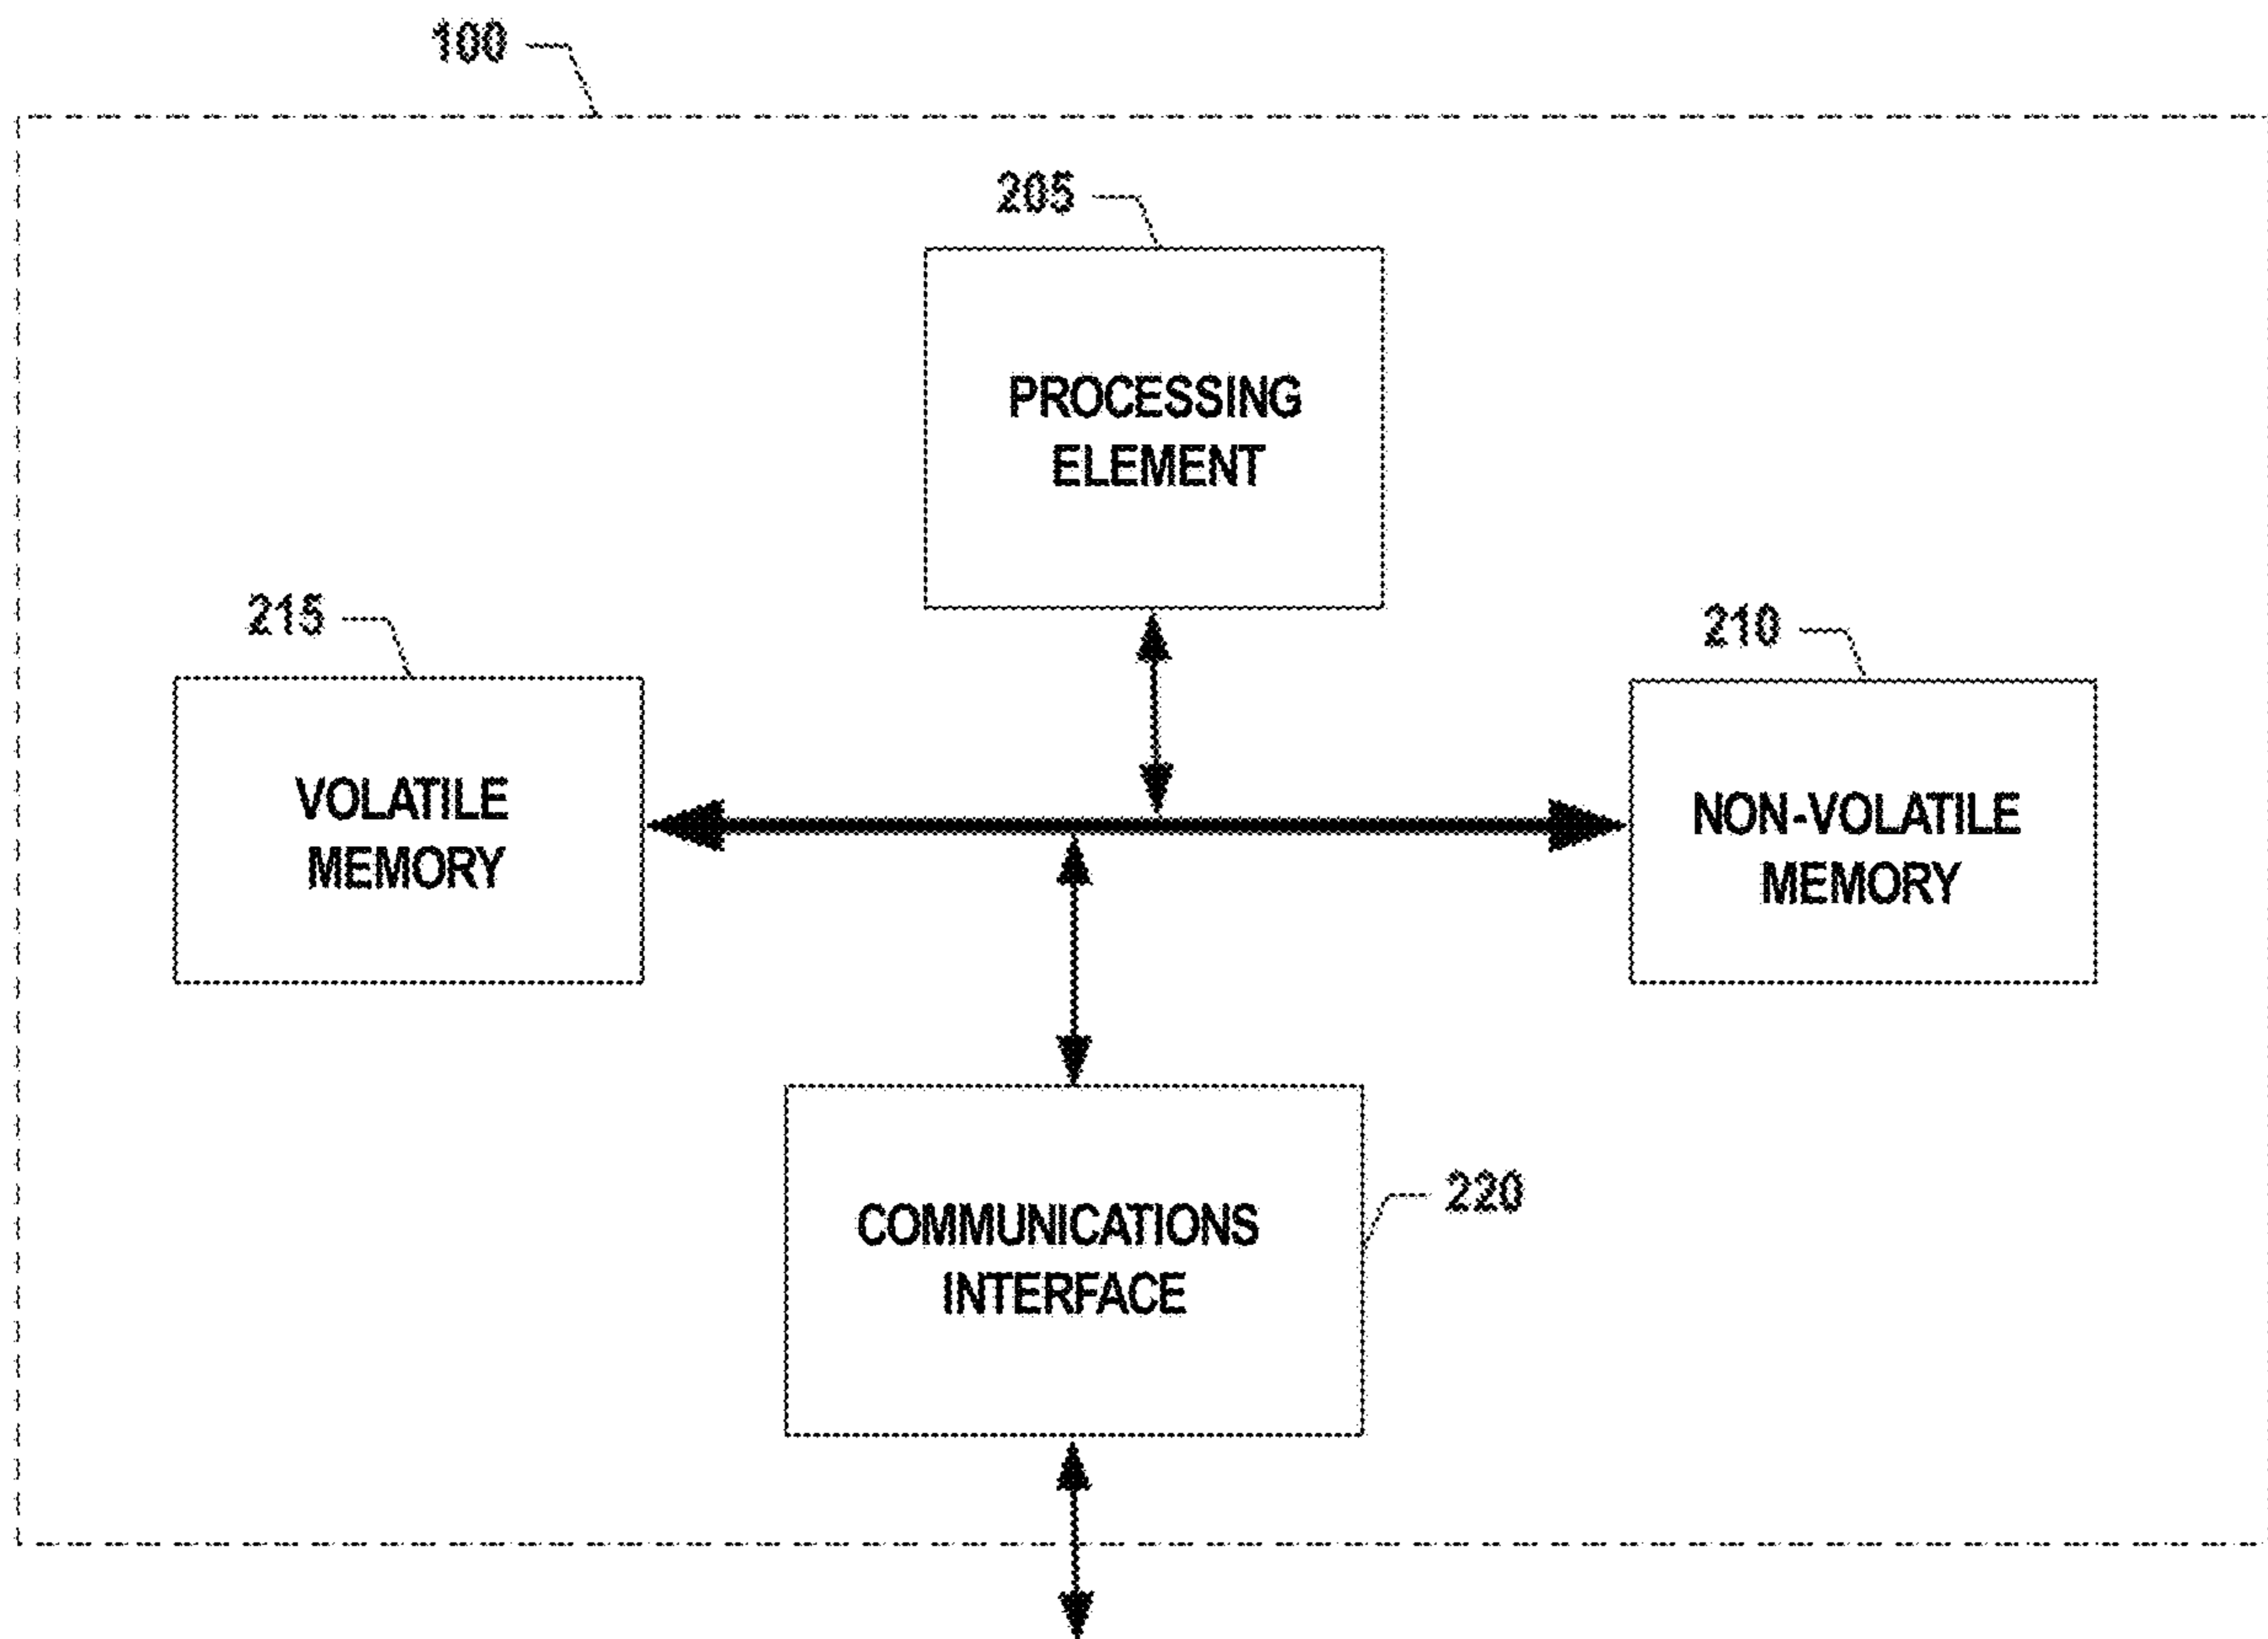 100
205
PROCESSING
ELEMENT
215
210
VOLATILE
MEMORY
NON-VOLATILE
MEMORY
220
COMMUNICATIONS
INTERFACE